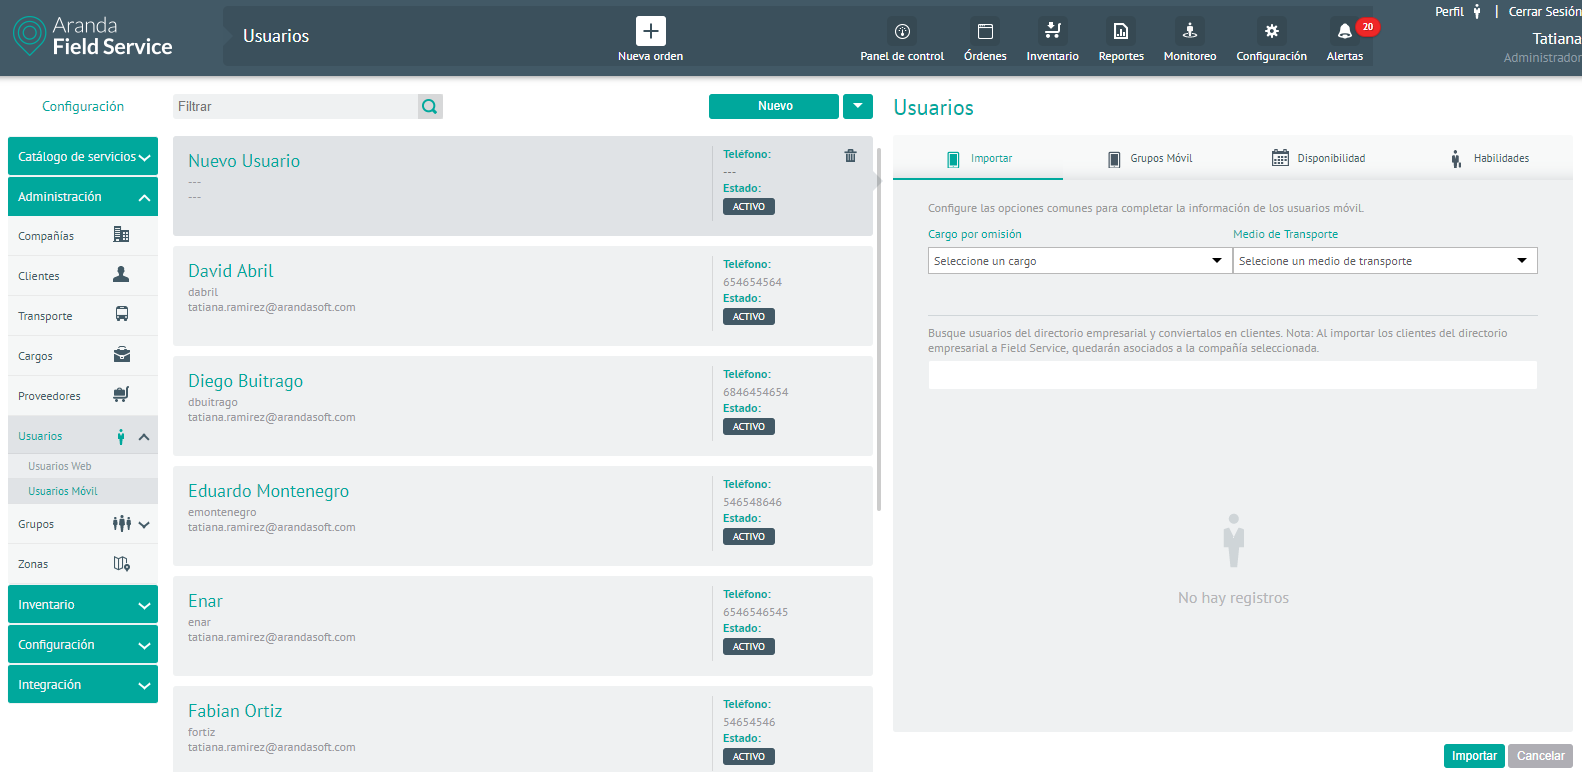 Aranda
Field Service
Usuarios
Nueva orden
Panel de control
Órdenes
Inventario
Reportes
Monitoreo
Configuración
Alertas
20
Perfil | Cerrar Sesión
Tatiana
Administrador
Configuración
Catálogo de servicios
Administración
Compañías
Clientes
Transporte
Cargos
Proveedores
Usuarios
Usuarios Web
Usuarios Móvil
Grupos
Zonas
Inventario
Configuración
Integración
Filtrar
Nuevo
Nuevo Usuario
---
---
Teléfono:
---
Estado:
ACTIVO
David Abril
dabril
tatiana.ramirez@arandasoft.com
Teléfono:
654654564
Estado:
ACTIVO
Diego Buitrago
dbuitrago
tatiana.ramirez@arandasoft.com
Teléfono:
6846454654
Estado:
ACTIVO
Eduardo Montenegro
emontenegro
tatiana.ramirez@arandasoft.com
Teléfono:
546548646
Estado:
ACTIVO
Enar
enar
tatiana.ramirez@arandasoft.com
Teléfono:
6546546545
Estado:
ACTIVO
Fabian Ortiz
fortiz
tatiana.ramirez@arandasoft.com
Teléfono:
54654546
Estado:
ACTIVO
Usuarios
Importar
Grupos Móvil
Disponibilidad
Habilidades
Configure las opciones comunes para completar la información de los usuarios móvil.
Cargo por omisión
Medio de Transporte
Seleccione un cargo
Selecione un medio de transporte
Busque usuarios del directorio empresarial y conviertalos en clientes. Nota: Al importar los clientes del directorio
empresarial a Field Service, quedarán asociados a la compañía seleccionada.
No hay registros
Importar
Cancelar